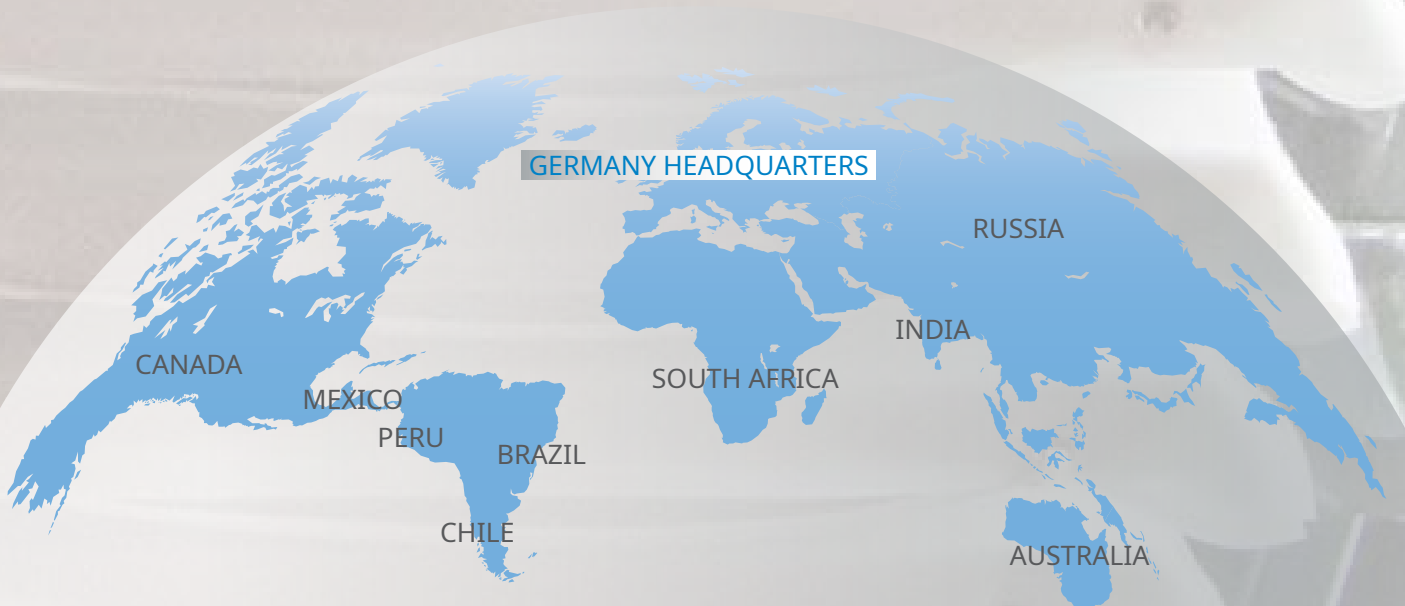 GERMANY HEADQUARTERS
RUSSIA
INDIA
CANADA
SOUTH AFRICA
MEXICO
PERU
BRAZIL
CHILE
AUSTRALIA